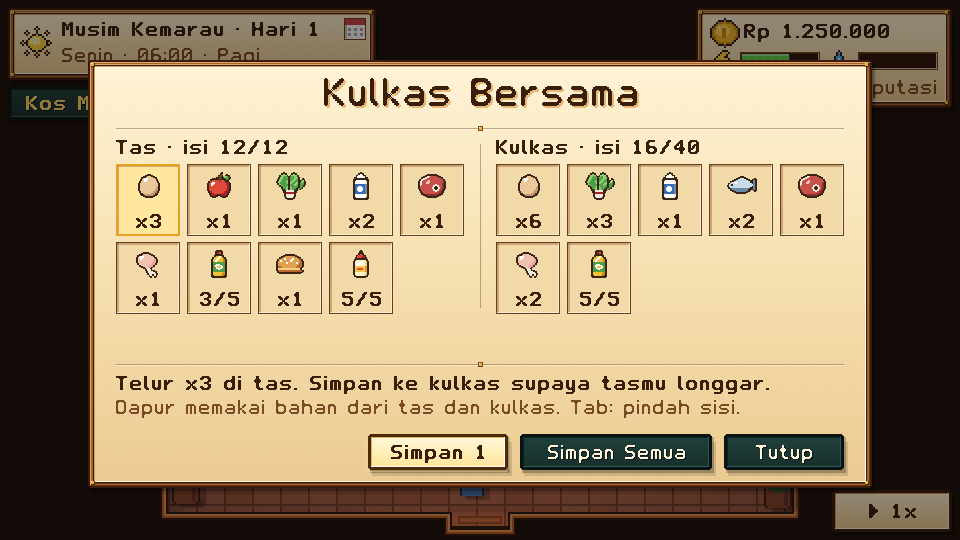 Musim Kemarau · Hari 1
Senin · 06:00 · Pagi
Rp 1.250.000
putasi
Kos M
Kulkas Bersama
Tas · isi 12/12
x3 x1 x1 x2 x1
x1 3/5 x1 5/5
Kulkas · isi 16/40
x6 x3 x1 x2 x1
x2 5/5
Telur x3 di tas. Simpan ke kulkas supaya tasmu longgar.
Dapur memakai bahan dari tas dan kulkas. Tab: pindah sisi.
Simpan 1 Simpan Semua Tutup
1x